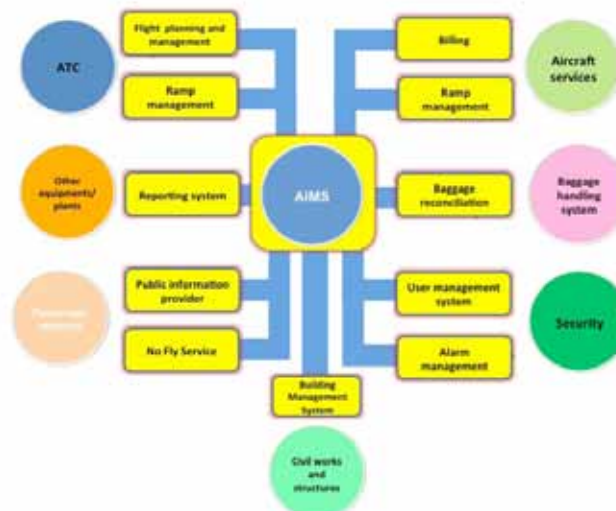 Flight planning and
management
Billing
ATC
Aircraft
services
Ramp
management
Ramp
management
Other
equipments/
plants
Reporting system
AIMS
Baggage
reconciliation
Baggage
handling
system
Public information
provider
User management
system
Security
No Fly Service
Alarm
management
Building
Management
System
Civil works
and
structures